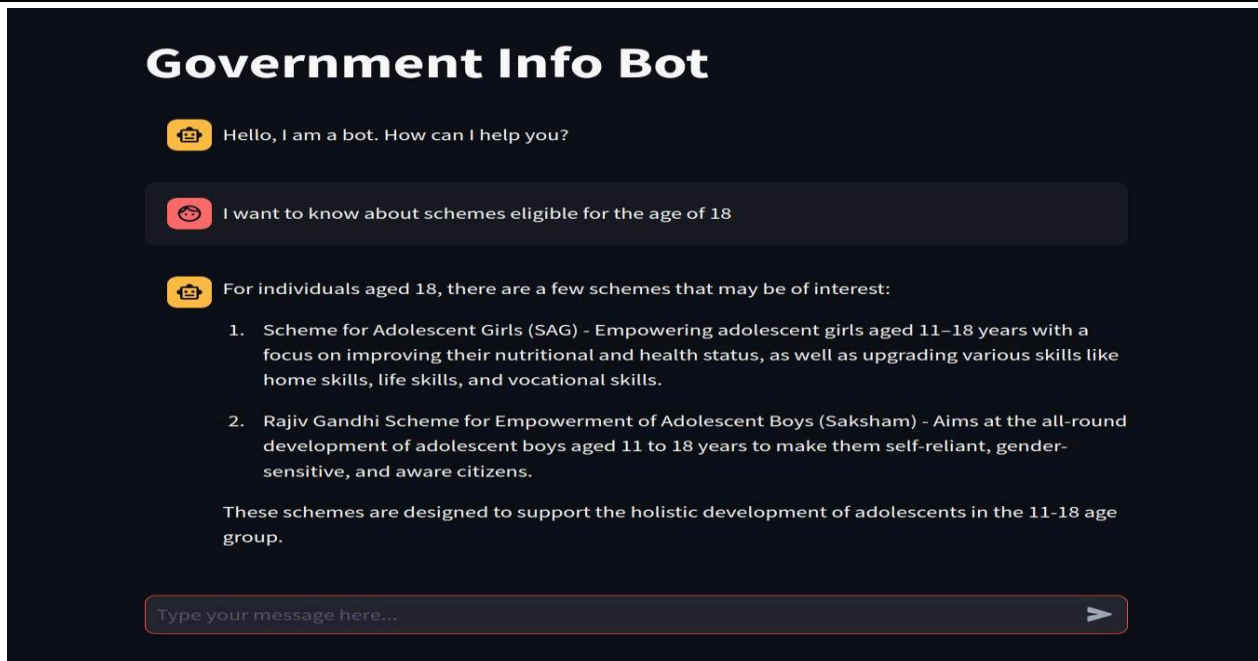 Government Info Bot
Hello, I am a bot. How can I help you?
I want to know about schemes eligible for the age of 18
For individuals aged 18, there are a few schemes that may be of interest:
1. Scheme for Adolescent Girls (SAG) - Empowering adolescent girls aged 11–18 years with a
focus on improving their nutritional and health status, as well as upgrading various skills like
home skills, life skills, and vocational skills.
2. Rajiv Gandhi Scheme for Empowerment of Adolescent Boys (Saksham) - Aims at the all-round
development of adolescent boys aged 11 to 18 years to make them self-reliant, gender-
sensitive, and aware citizens.
These schemes are designed to support the holistic development of adolescents in the 11-18 age
group.
Type your message here...